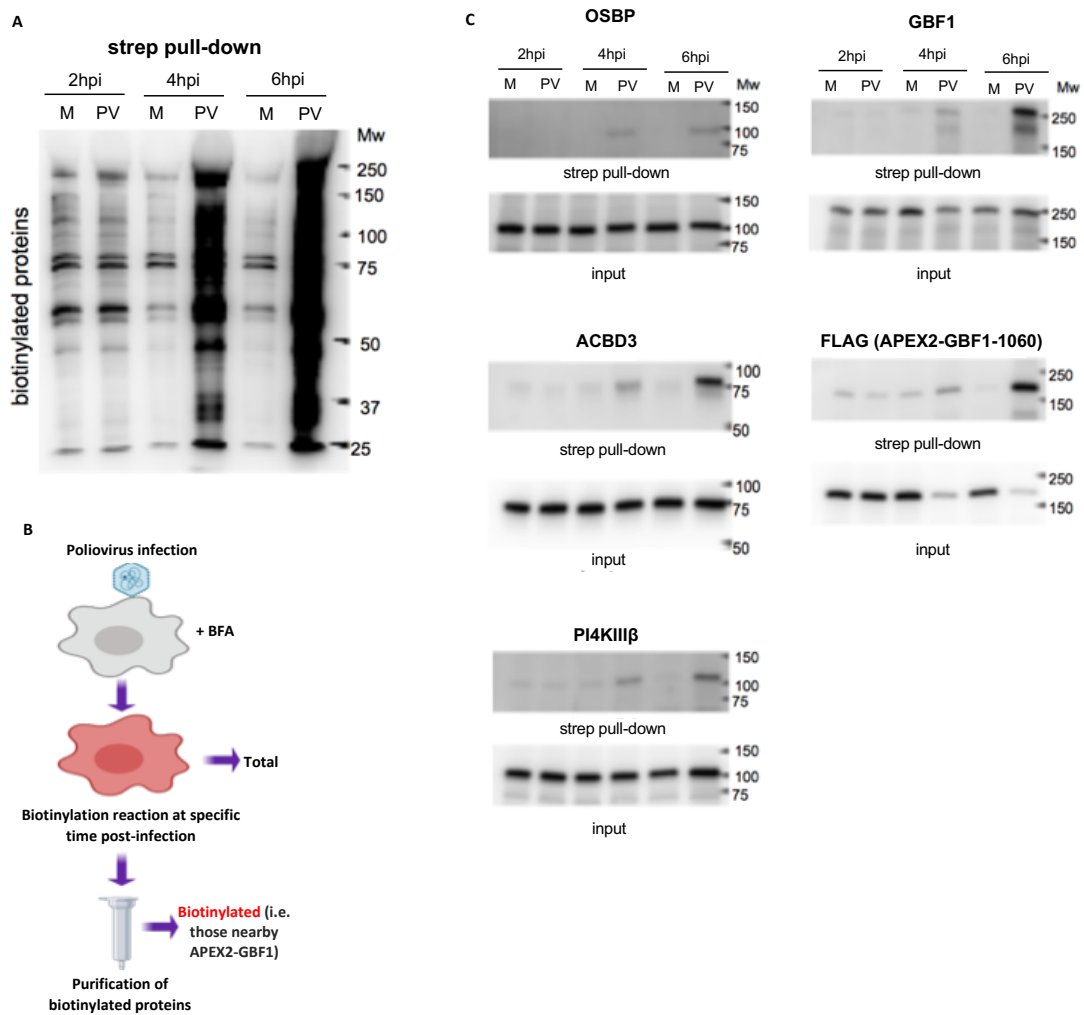 A
strep pull-down
2hpi 4hpi 6hpi
M PV M PV M PV
Mw
250
150
100
75
50
37
25
biotinylated proteins
B
Poliovirus infection
+ BFA
Total
Biotinylation reaction at specific
time post-infection
Biotinylated (i.e.
those nearby
APEX2-GBF1)
Purification of
biotinylated proteins
C
OSBP
2hpi 4hpi 6hpi
M PV M PV M PV
Mw
150
100
75
strep pull-down
150
100
75
input
GBF1
2hpi 4hpi 6hpi
M PV M PV M PV
Mw
250
150
strep pull-down
250
150
input
ACBD3
100
75
50
strep pull-down
100
75
50
input
FLAG (APEX2-GBF1-1060)
250
150
strep pull-down
250
150
input
PI4KIIIβ
150
100
75
strep pull-down
150
100
75
input